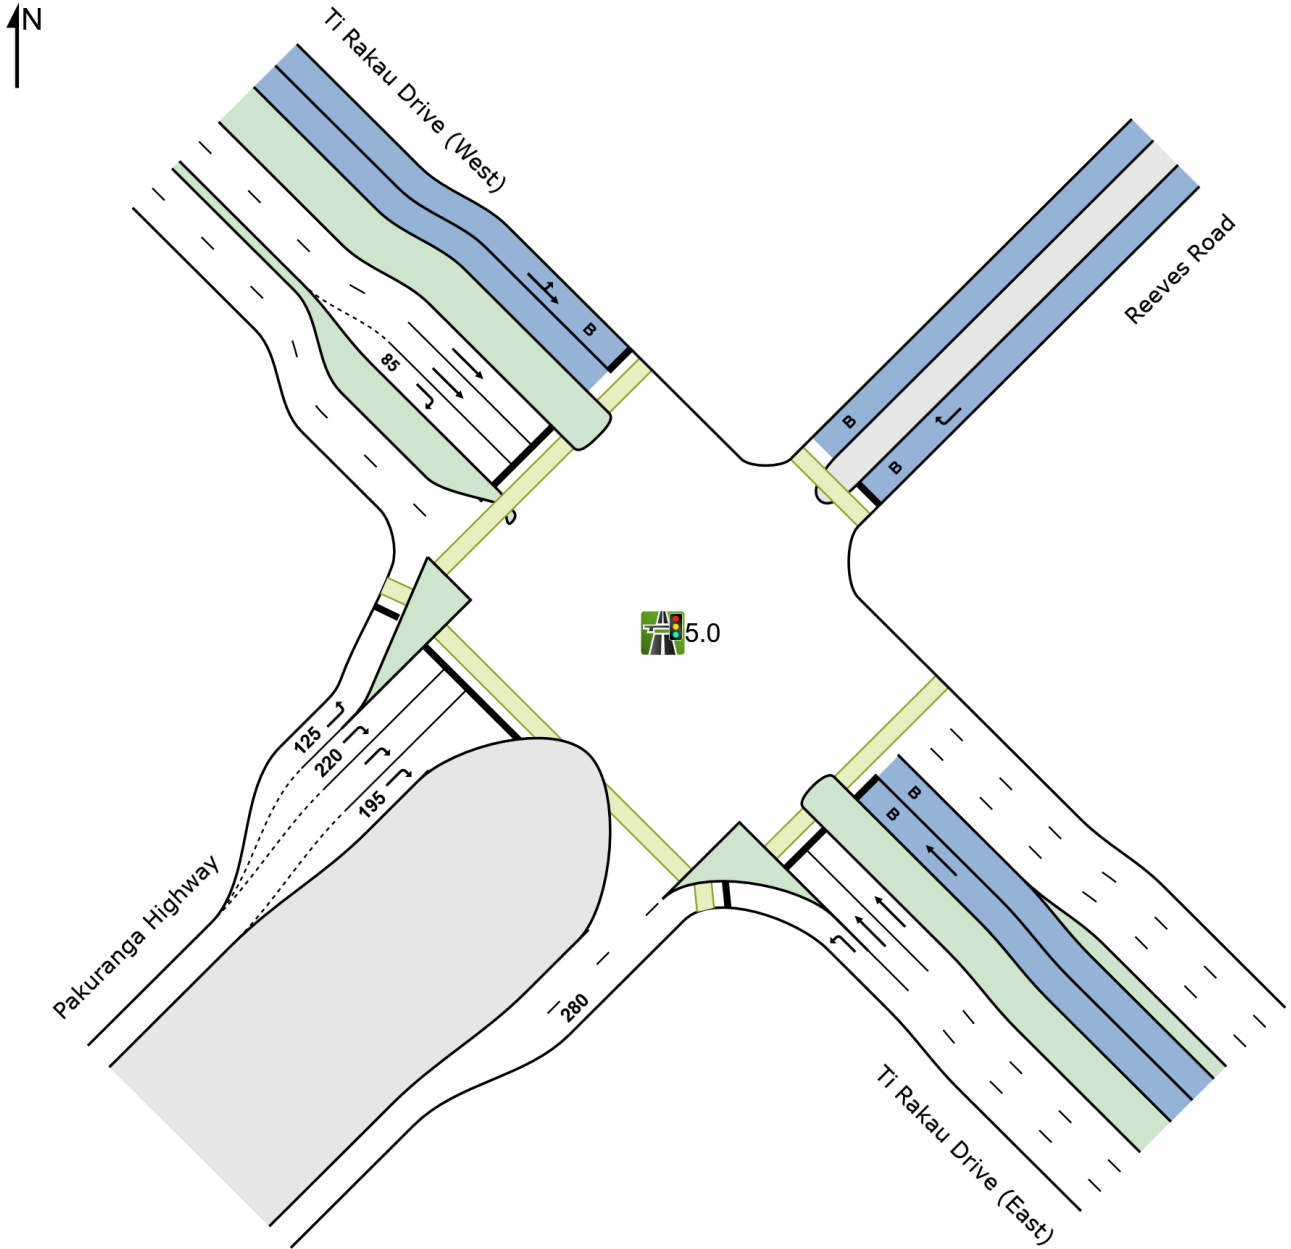 N
Ti Rakau Drive (West)
Reeves Road
B
85
B
B
5.0
125
220
195
B
B
Pakuranga Highway
280
Ti Rakau Drive (East)